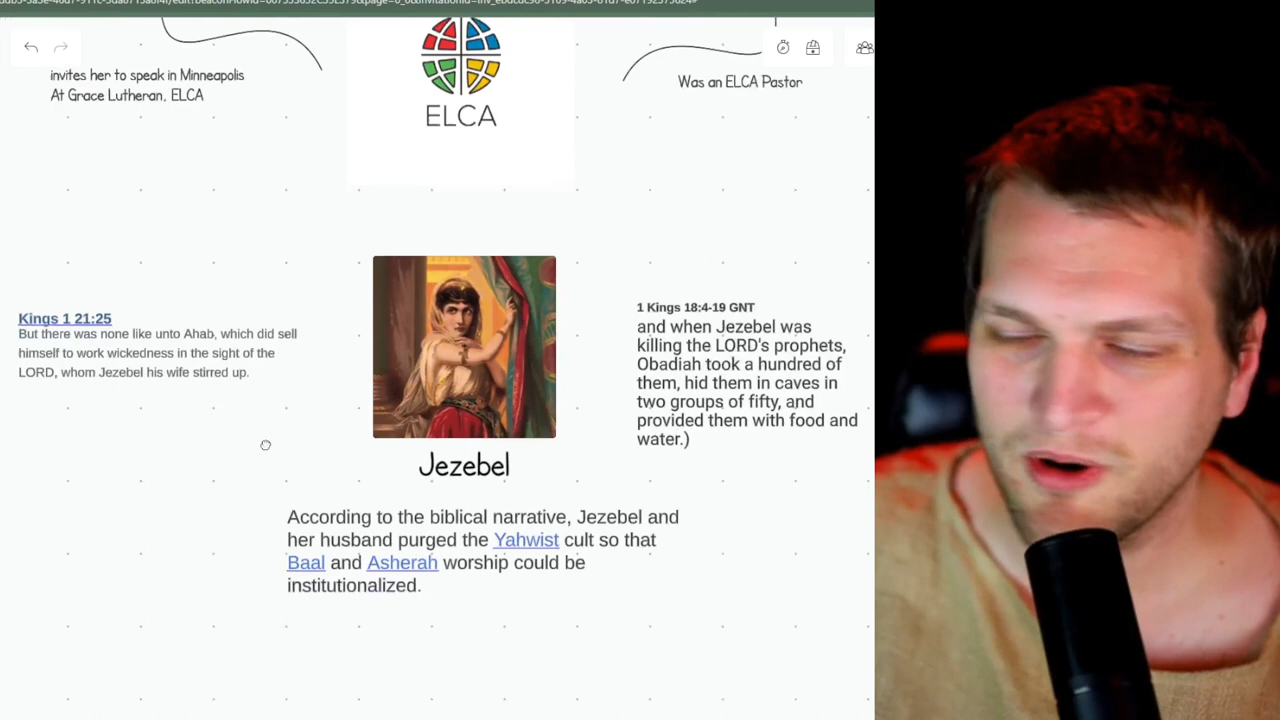 invites her to speak in Minneapolis
At Grace Lutheran, ELCA
ELCA
Was an ELCA Pastor
Kings 1 21:25
But there was none like unto Ahab, which did sell
himself to work wickedness in the sight of the
LORD, whom Jezebel his wife stirred up.
1 Kings 18:4-19 GNT
and when Jezebel was
killing the LORD's prophets,
Obadiah took a hundred of
them, hid them in caves in
two groups of fifty, and
provided them with food and
water.)
Jezebel
According to the biblical narrative, Jezebel and
her husband purged the Yahwist cult so that
Baal and Asherah worship could be
institutionalized.